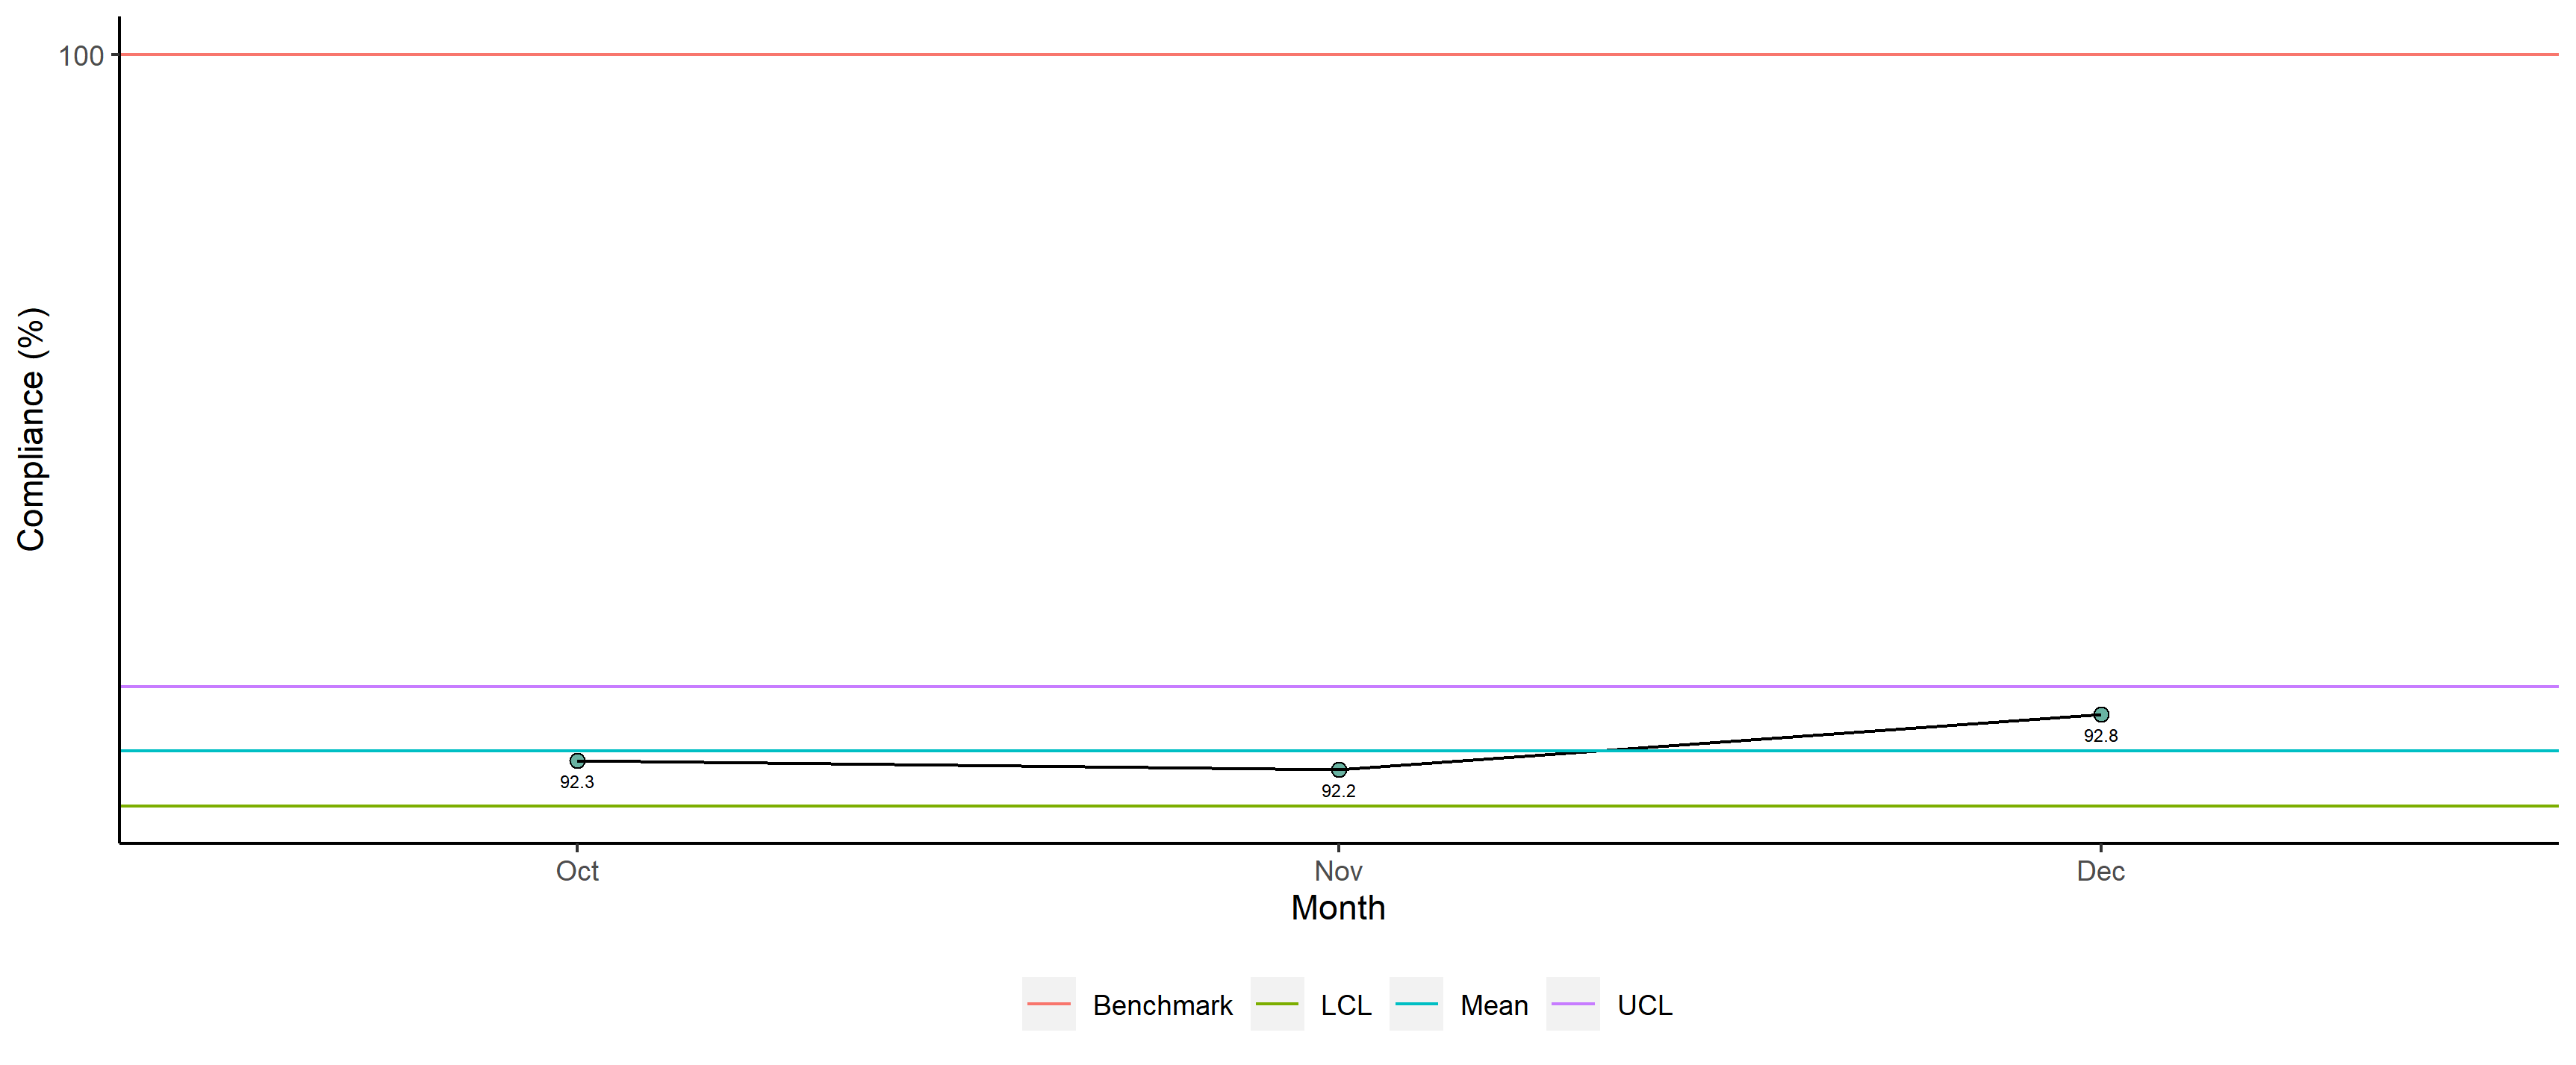 100
Compliance (%)
92.3
92.2
92.8
Oct Nov Dec
Month
Benchmark LCL Mean UCL